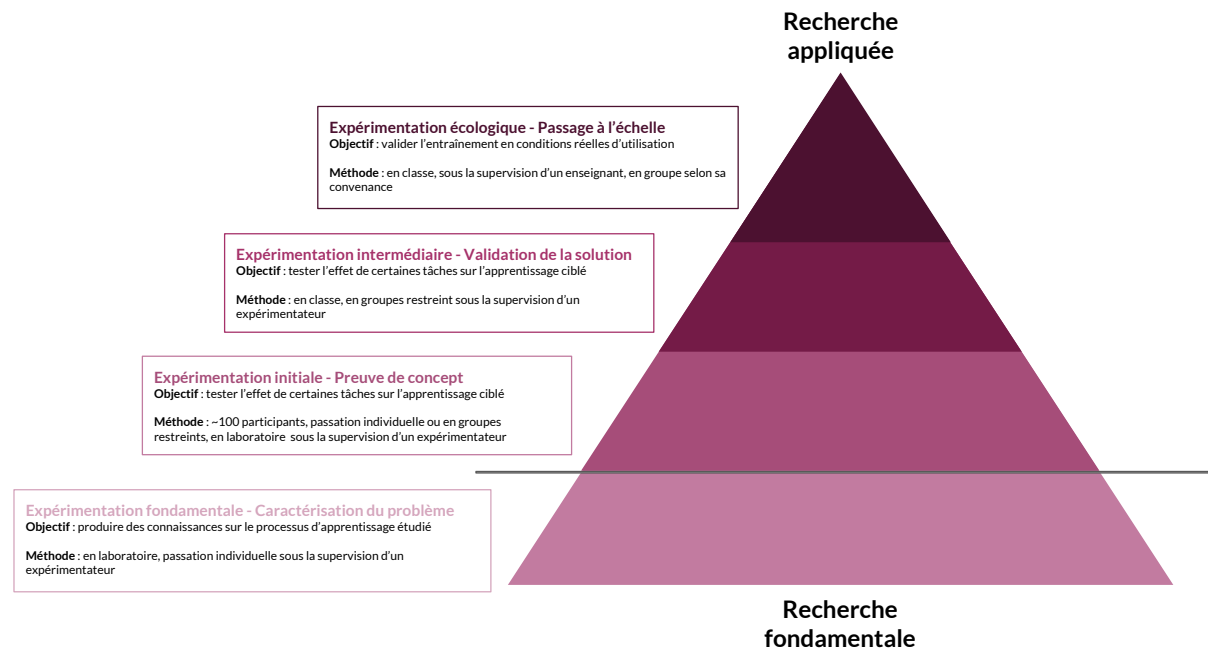 Recherche
appliquée
Expérimentation écologique - Passage à l'échelle
Objectif : valider l'entraînement en conditions réelles d'utilisation
Méthode : en classe, sous la supervision d'un enseignant, en groupe selon sa
convenance
Expérimentation intermédiaire - Validation de la solution
Objectif : tester l'effet de certaines tâches sur l'apprentissage ciblé
Méthode : en classe, en groupes restreint sous la supervision d'un
expérimentateur
Expérimentation initiale - Preuve de concept
Objectif : tester l'effet de certaines tâches sur l'apprentissage ciblé
Méthode : ~100 participants, passation individuelle ou en groupes
restreints, en laboratoire sous la supervision d'un expérimentateur
Expérimentation fondamentale - Caractérisation du problème
Objectif : produire des connaissances sur le processus d'apprentissage étudié
Méthode : en laboratoire, passation individuelle sous la supervision d'un
expérimentateur
Recherche
fondamentale